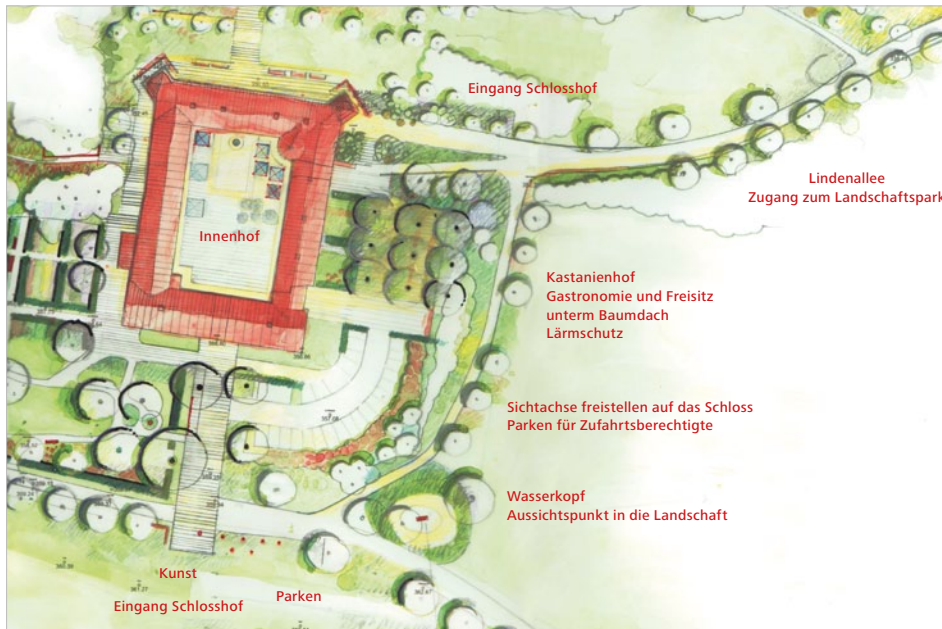 Eingang Schlosshof
Lindenallee
Zugang zum Landschaftspark
Innenhof
Kastanienhof
Gastronomie und Freisitz
unterm Baumdach
Lärmschutz
Sichtachse freistellen auf das Schloss
Parken für Zufahrtsberechtigte
Wasserkopf
Aussichtspunkt in die Landschaft
Kunst
Parken
Eingang Schlosshof